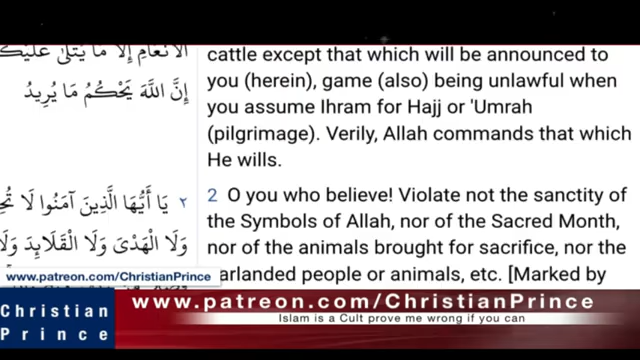 الأنعام إلا ما يتلى عليك
إن الله يحكم ما يريد
cattle except that which will be announced to
you (herein), game (also) being unlawful when
you assume Ihram for Hajj or 'Umrah
(pilgrimage). Verily, Allah commands that which
He wills.
٢ يا أيها الذين آمنوا لا
ولا الهدي ولا القلائد
2 O you who believe! Violate not the sanctity of
the Symbols of Allah, nor of the Sacred Month,
nor of the animals brought for sacrifice, nor the
garlanded people or animals, etc. [Marked by
www.patreon.com/ChristianPrince
Christian
Prince
www.patreon.com/ChristianPrince
Islam is a Cult prove me wrong if you can